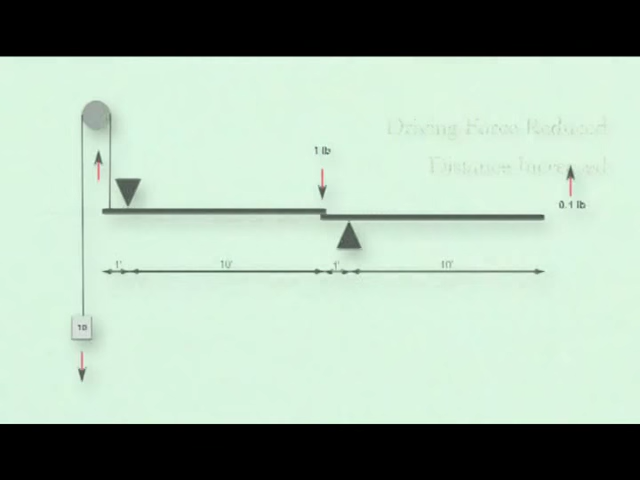 Driving Force Reduced
Distance Increased
1 lb
0.1 lb
1' 10' 1' 10'
10